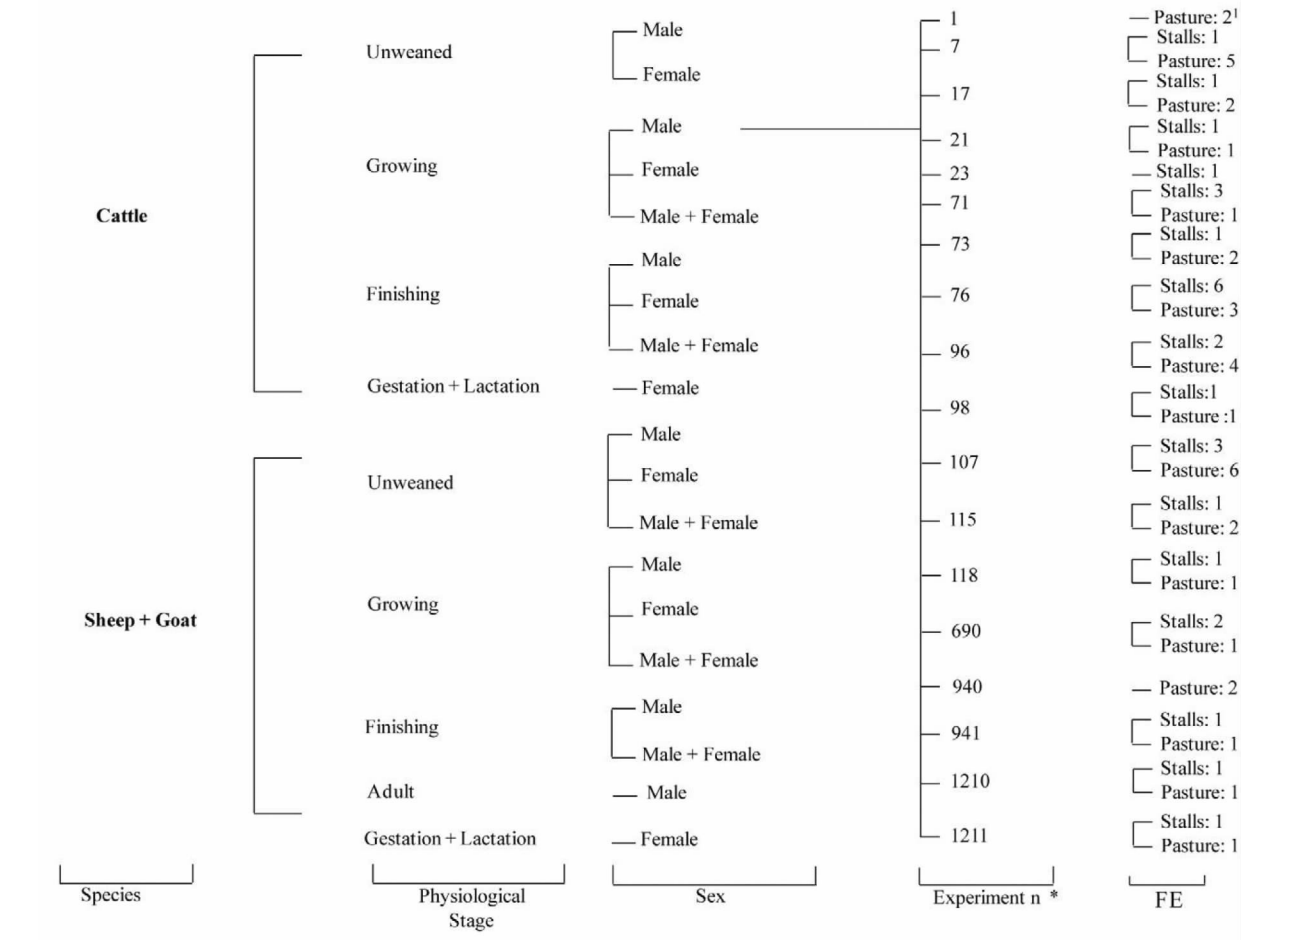 Cattle
Sheep + Goat
Species
Unweaned
Growing
Finishing
Gestation + Lactation
Unweaned
Growing
Finishing
Adult
Gestation + Lactation
Physiological
Stage
Male
Female
Male
Female
Male + Female
Male
Female
Male + Female
Female
Male
Female
Male + Female
Male
Female
Male + Female
Male
Male + Female
Male
Female
Sex
1
7
17
21
23
71
73
76
96
98
107
115
118
690
940
941
1210
1211
Experiment n *
Pasture: 2¹
Stalls: 1
Pasture: 5
Stalls: 1
Pasture: 2
Stalls: 1
Pasture: 1
Stalls: 1
Stalls: 3
Pasture: 1
Stalls: 1
Pasture: 2
Stalls: 6
Pasture: 3
Stalls: 2
Pasture: 4
Stalls:1
Pasture :1
Stalls: 3
Pasture: 6
Stalls: 1
Pasture: 2
Stalls: 1
Pasture: 1
Stalls: 2
Pasture: 1
Pasture: 2
Stalls: 1
Pasture: 1
Stalls: 1
Pasture: 1
Stalls: 1
Pasture: 1
FE